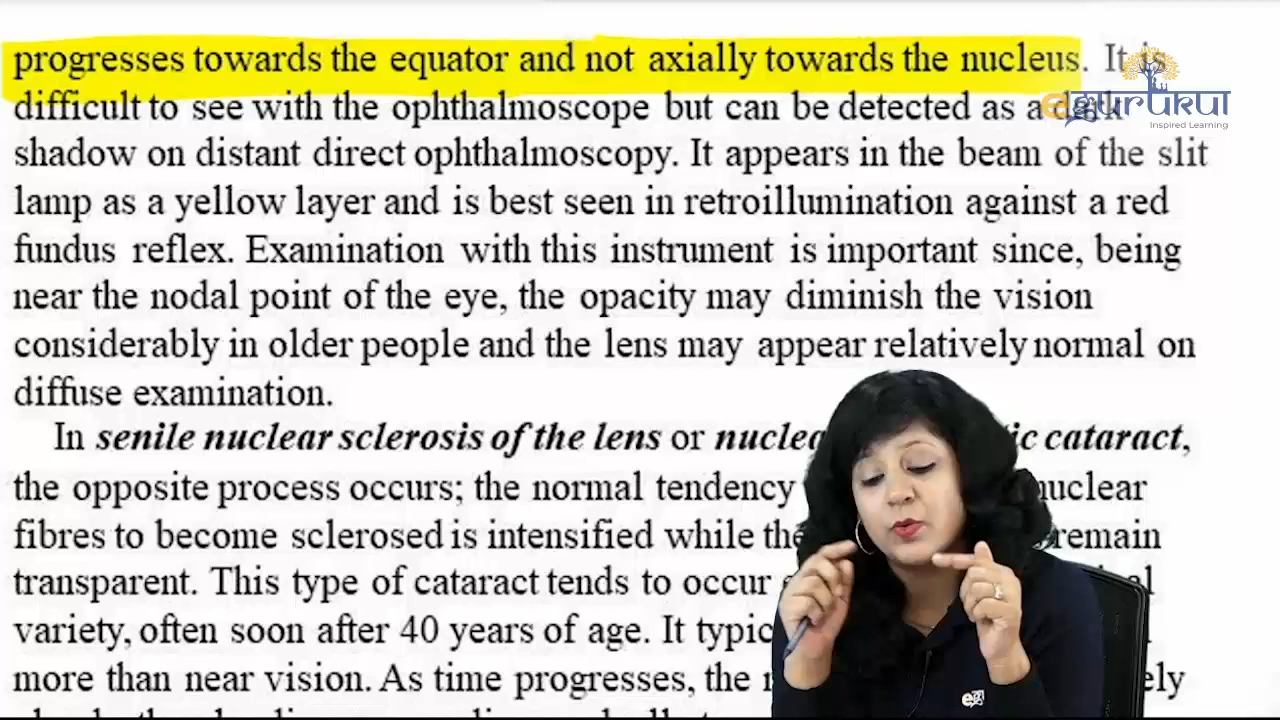 progresses towards the equator and not axially towards the nucleus. It is
difficult to see with the ophthalmoscope but can be detected as a dark
shadow on distant direct ophthalmoscopy. It appears in the beam of the slit
lamp as a yellow layer and is best seen in retroillumination against a red
fundus reflex. Examination with this instrument is important since, being
near the nodal point of the eye, the opacity may diminish the vision
considerably in older people and the lens may appear relatively normal on
diffuse examination.
In senile nuclear sclerosis of the lens or cataract,
the opposite process occurs; the normal tendency nuclear
fibres to become sclerosed is intensified while the remain
transparent. This type of cataract tends to occur
variety, often soon after 40 years of age. It
more than near vision. As time progresses, the
egurukul
Inspired Learning
eg